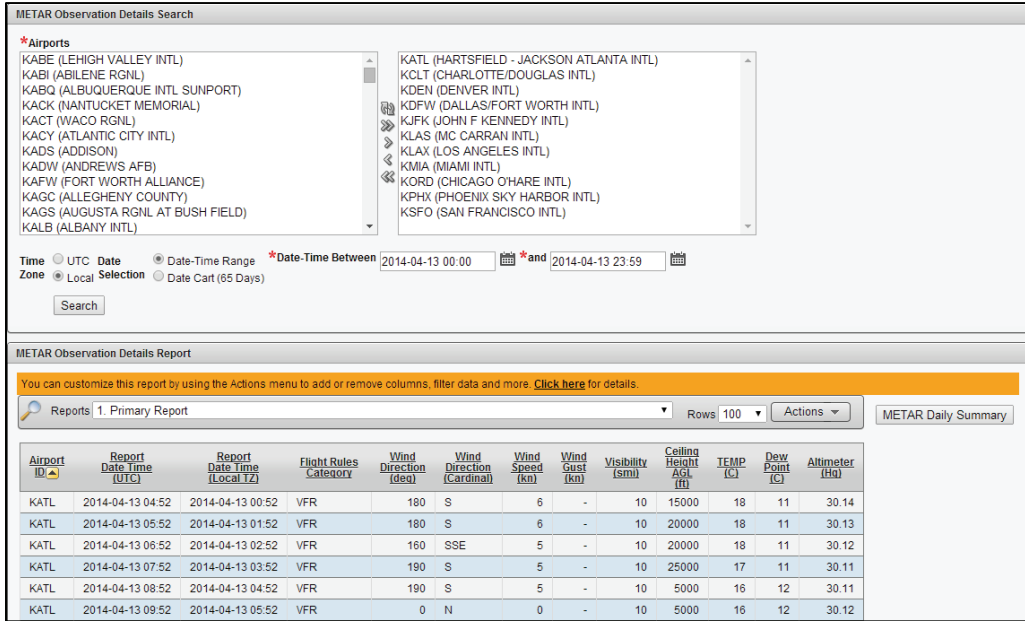 METAR Observation Details Search
*Airports
KABE (LEHIGH VALLEY INTL)
KABI (ABILENE RGNL)
KABQ (ALBUQUERQUE INTL SUNPORT)
KACK (NANTUCKET MEMORIAL)
KACT (WACO RGNL)
KACY (ATLANTIC CITY INTL)
KADS (ADDISON)
KADW (ANDREWS AFB)
KAFW (FORT WORTH ALLIANCE)
KAGC (ALLEGHENY COUNTY)
KAGS (AUGUSTA RGNL AT BUSH FIELD)
KALB (ALBANY INTL)
KATL (HARTSFIELD - JACKSON ATLANTA INTL)
KCLT (CHARLOTTE/DOUGLAS INTL)
KDEN (DENVER INTL)
KDFW (DALLAS/FORT WORTH INTL)
KJFK (JOHN F KENNEDY INTL)
KLAS (MC CARRAN INTL)
KLAX (LOS ANGELES INTL)
KMIA (MIAMI INTL)
KORD (CHICAGO O'HARE INTL)
KPHX (PHOENIX SKY HARBOR INTL)
KSFO (SAN FRANCISCO INTL)
Time UTC Date Date-Time Range *Date-Time Between 2014-04-13 00:00 *and 2014-04-13 23:59
Zone Local Selection Date Cart (65 Days)
Search
METAR Observation Details Report
You can customize this report by using the Actions menu to add or remove columns, filter data and more. Click here for details.
Reports 1. Primary Report Rows 100 Actions METAR Daily Summary
Airport ID Report Date Time (UTC) Report Date Time (Local TZ) Flight Rules Category Wind Direction (deg) Wind Direction (Cardinal) Wind Speed (kn) Wind Gust (kn) Visibility (smi) Ceiling Height AGL (ft) TEMP (C) Dew Point (C) Altimeter (Hg)
KATL 2014-04-13 04:52 2014-04-13 00:52 VFR 180 S 6 - 10 15000 18 11 30.14
KATL 2014-04-13 05:52 2014-04-13 01:52 VFR 180 S 6 - 10 20000 18 11 30.13
KATL 2014-04-13 06:52 2014-04-13 02:52 VFR 160 SSE 5 - 10 20000 18 11 30.12
KATL 2014-04-13 07:52 2014-04-13 03:52 VFR 190 S 5 - 10 25000 17 11 30.11
KATL 2014-04-13 08:52 2014-04-13 04:52 VFR 190 S 5 - 10 5000 16 12 30.11
KATL 2014-04-13 09:52 2014-04-13 05:52 VFR 0 N 0 - 10 5000 16 12 30.12